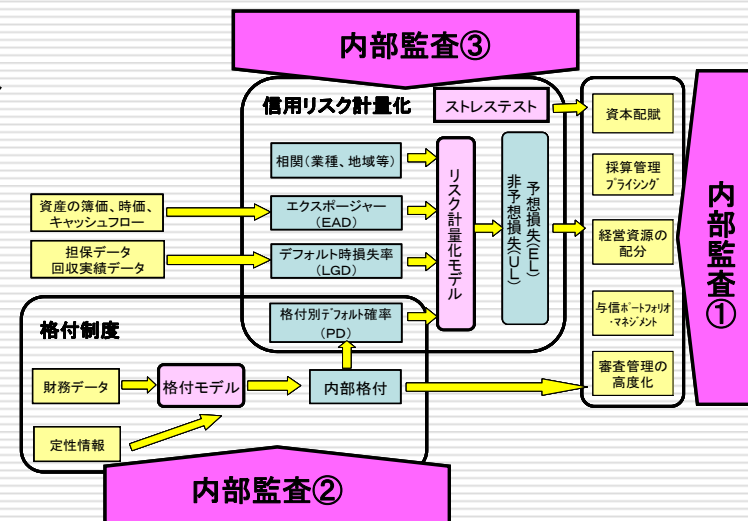 内部監査③
信用リスク計量化
ストレステスト
資本配賦
相関(業種、地域等)
採算管理
プライシング
資産の簿価、時価、
キャッシュフロー
エクスポージャー
(EAD)
リスク計量化モデル
予想損失(EL)
非予想損失(UL)
経営資源の
配分
内部監査①
担保データ
回収実績データ
デフォルト時損失率
(LGD)
格付制度
格付別デフォルト確率
(PD)
与信ポートフォリオ
・マネジメント
財務データ
格付モデル
内部格付
審査管理の
高度化
定性情報
内部監査②